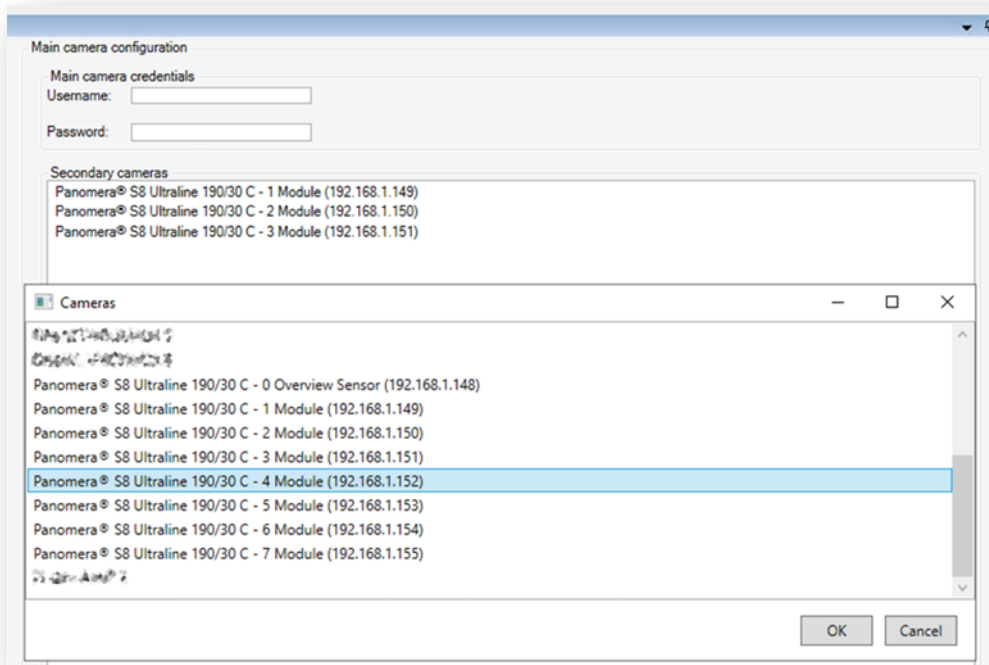 Main camera configuration
Main camera credentials
Username:
Password:
Secondary cameras
Panomera® S8 Ultraline 190/30 C - 1 Module (192.168.1.149)
Panomera® S8 Ultraline 190/30 C - 2 Module (192.168.1.150)
Panomera® S8 Ultraline 190/30 C - 3 Module (192.168.1.151)
Cameras
Panomera® S8 Ultraline 190/30 C - 0 Overview Sensor (192.168.1.148)
Panomera® S8 Ultraline 190/30 C - 1 Module (192.168.1.149)
Panomera® S8 Ultraline 190/30 C - 2 Module (192.168.1.150)
Panomera® S8 Ultraline 190/30 C - 3 Module (192.168.1.151)
Panomera® S8 Ultraline 190/30 C - 4 Module (192.168.1.152)
Panomera® S8 Ultraline 190/30 C - 5 Module (192.168.1.153)
Panomera® S8 Ultraline 190/30 C - 6 Module (192.168.1.154)
Panomera® S8 Ultraline 190/30 C - 7 Module (192.168.1.155)
OK Cancel